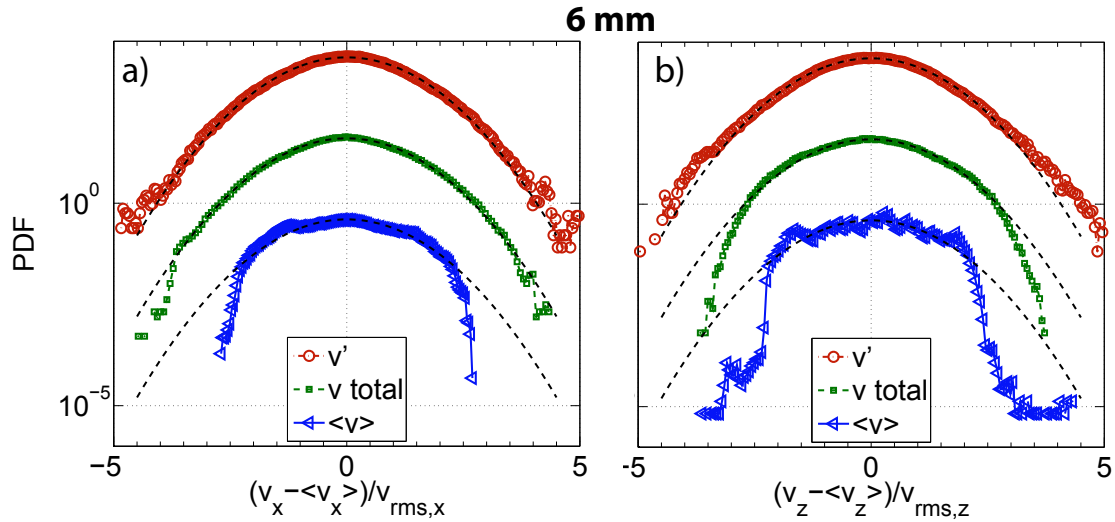 6 mm
a)
b)
PDF
10^0
10^-5
v'
v total
<v>
v'
v total
<v>
−5 0 5
-5 0 5
(v_x−<v_x>)/v_rms,x
(v_z−<v_z>)/v_rms,z